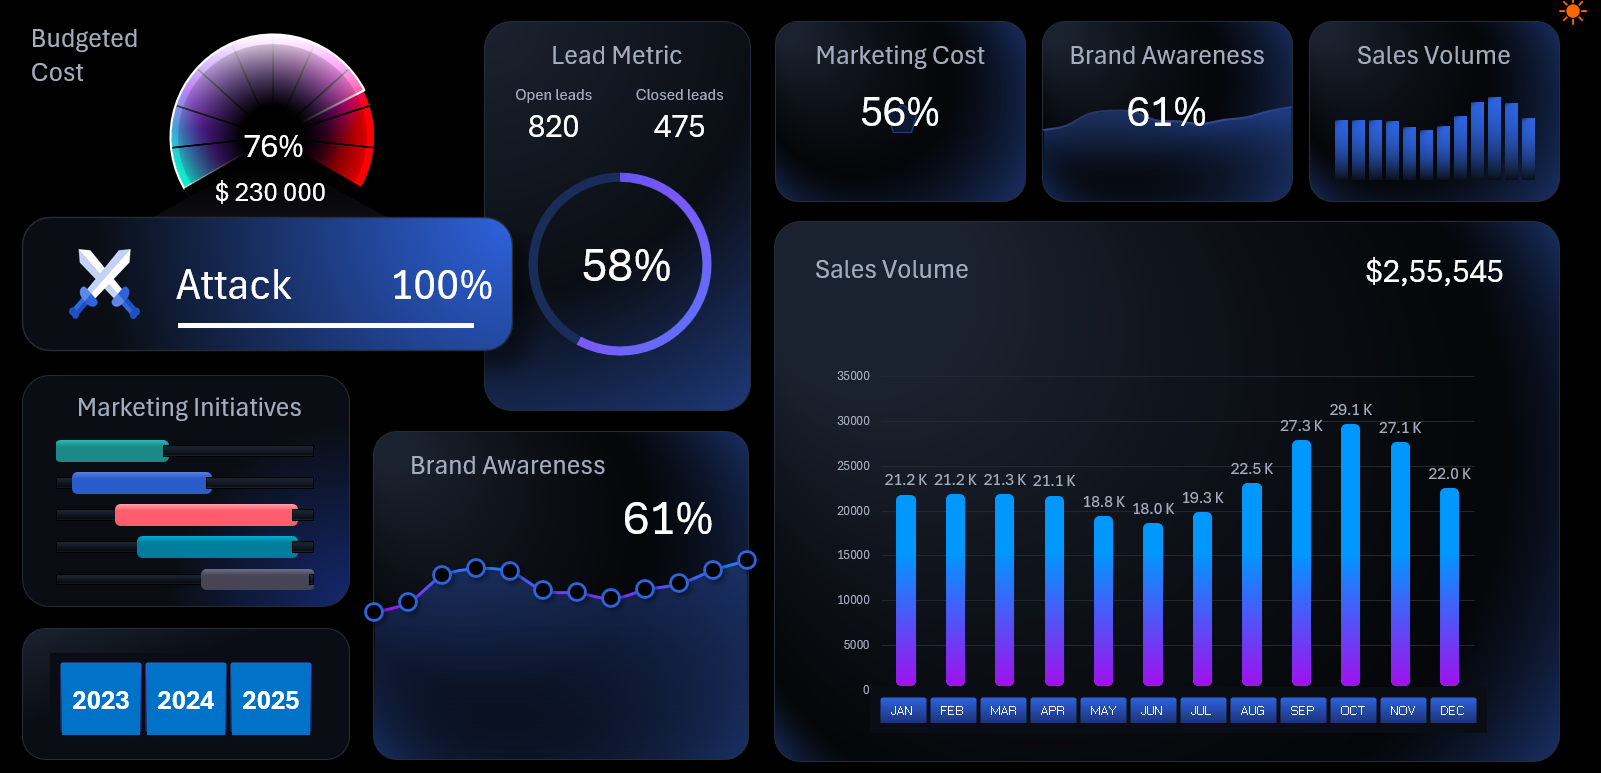 Budgeted
Cost
76%
$ 230 000
Attack 100%
Lead Metric
Open leads Closed leads
820 475
58%
Marketing Cost
56%
Brand Awareness
61%
Sales Volume
Marketing Initiatives
2023 2024 2025
Brand Awareness
61%
Sales Volume
$2,55,545
35000
30000
25000
20000
15000
10000
5000
0
21.2 K 21.2 K 21.3 K 21.1 K 18.8 K 18.0 K 19.3 K 22.5 K 27.3 K 29.1 K 27.1 K 22.0 K
JAN FEB MAR APR MAY JUN JUL AUG SEP OCT NOV DEC